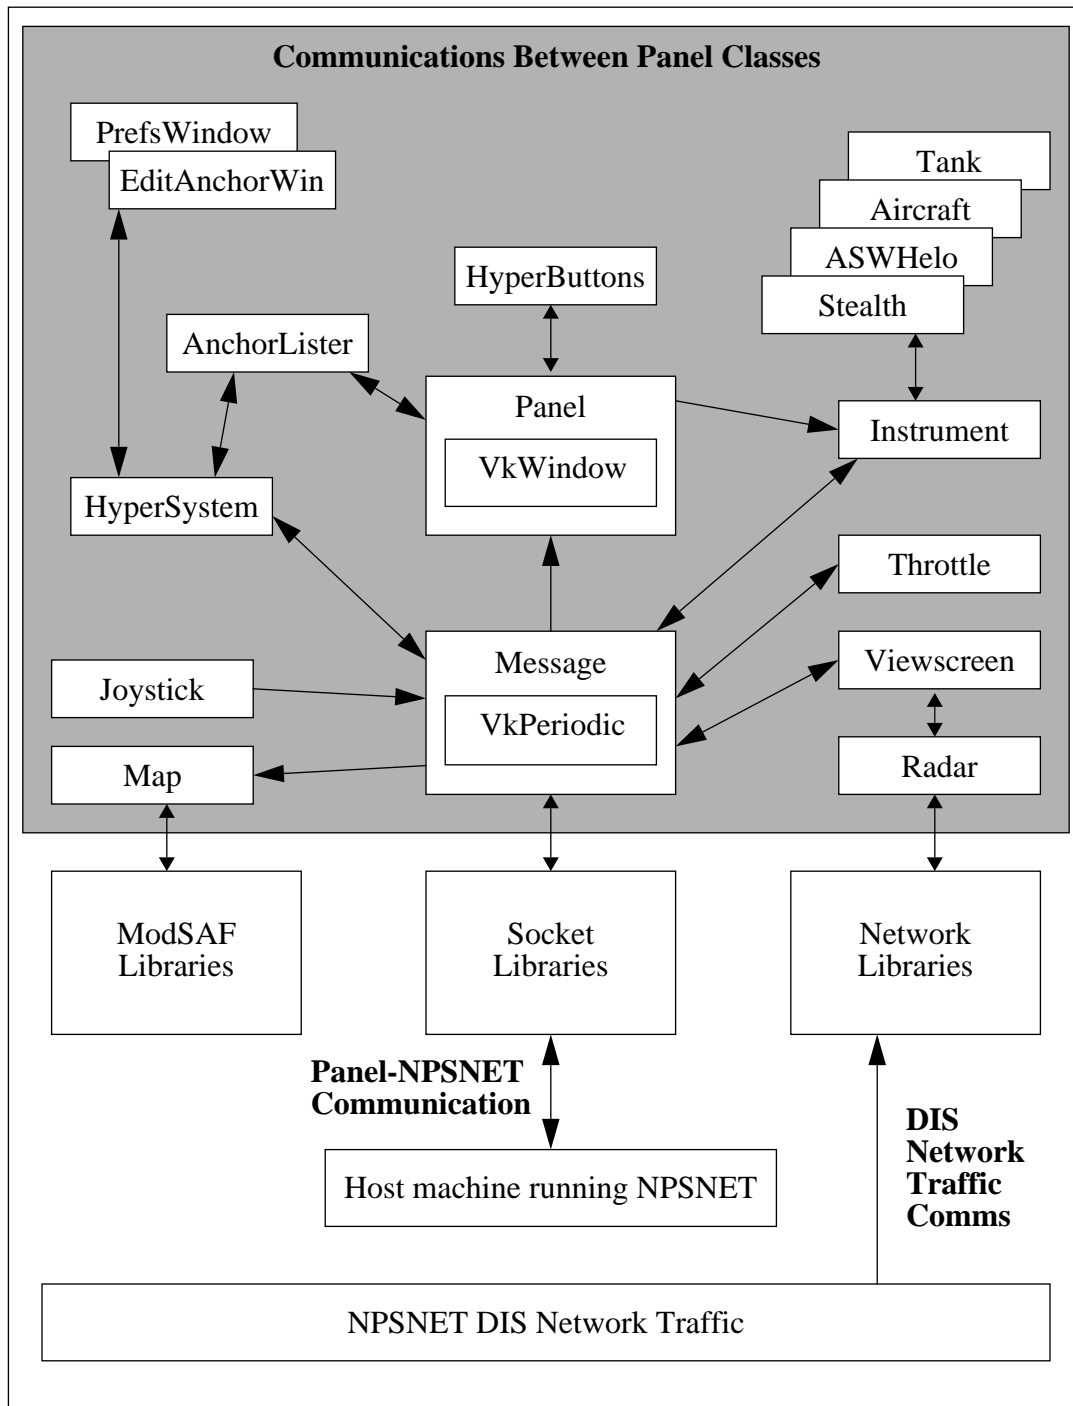 Communications Between Panel Classes
PrefsWindow
EditAnchorWin
Tank
Aircraft
ASWHelo
Stealth
HyperButtons
AnchorLister
Panel
VkWindow
Instrument
HyperSystem
Throttle
Message
VkPeriodic
Viewscreen
Joystick
Map
Radar
ModSAF
Libraries
Socket
Libraries
Network
Libraries
Panel-NPSNET
Communication
DIS
Network
Traffic
Comms
Host machine running NPSNET
NPSNET DIS Network Traffic